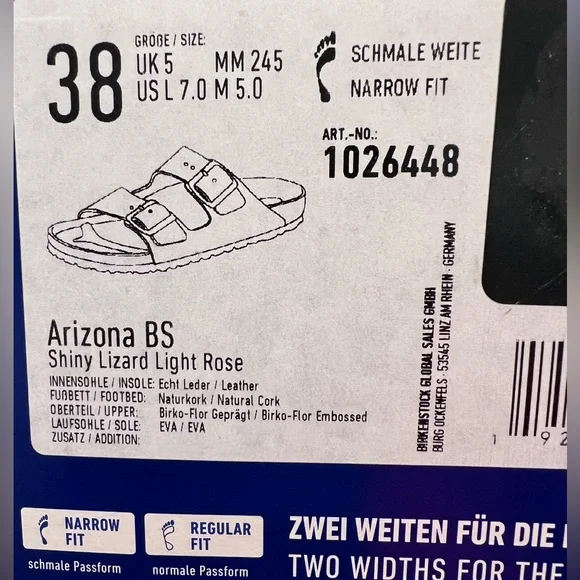 38
GRÖẞE / SIZE:
UK 5 MM 245
US L 7.0 M 5.0
SCHMALE WEITE
NARROW FIT
ART.-NO.:
1026448
Arizona BS
Shiny Lizard Light Rose
INNENSOHLE / INSOLE: Echt Leder / Leather
FUßBETT / FOOTBED: Naturkork / Natural Cork
OBERTEIL / UPPER: Birko-Flor Geprägt / Birko-Flor Embossed
LAUFSOHLE / SOLE: EVA / EVA
ZUSATZ / ADDITION:
BIRKENSTOCK GLOBAL SALES GMBH
BURG OCKENFELS · 53545 LINZ AM RHEIN · GERMANY
1 92
NARROW
FIT
schmale Passform
REGULAR
FIT
normale Passform
ZWEI WEITEN FÜR DIE
TWO WIDTHS FOR THE